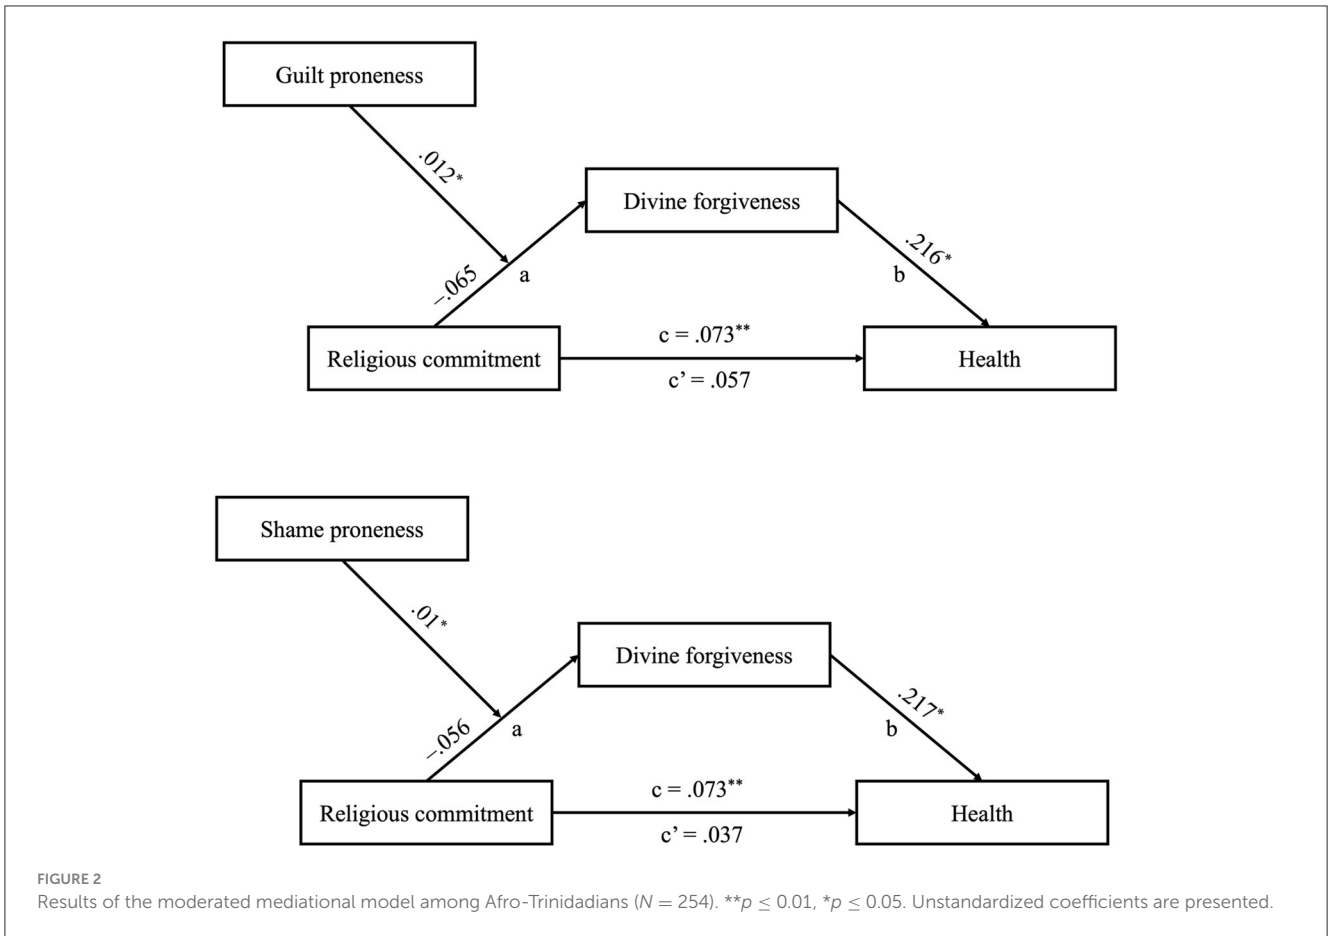 Guilt proneness
.012*
Divine forgiveness
.216*
–.065
a
b
Religious commitment
c = .073**
c’ = .057
Health
Shame proneness
.01*
Divine forgiveness
.217*
–.056
a
b
Religious commitment
c = .073**
c’ = .037
Health
FIGURE 2
Results of the moderated mediational model among Afro-Trinidadians (N = 254). **p ≤ 0.01, *p ≤ 0.05. Unstandardized coefficients are presented.